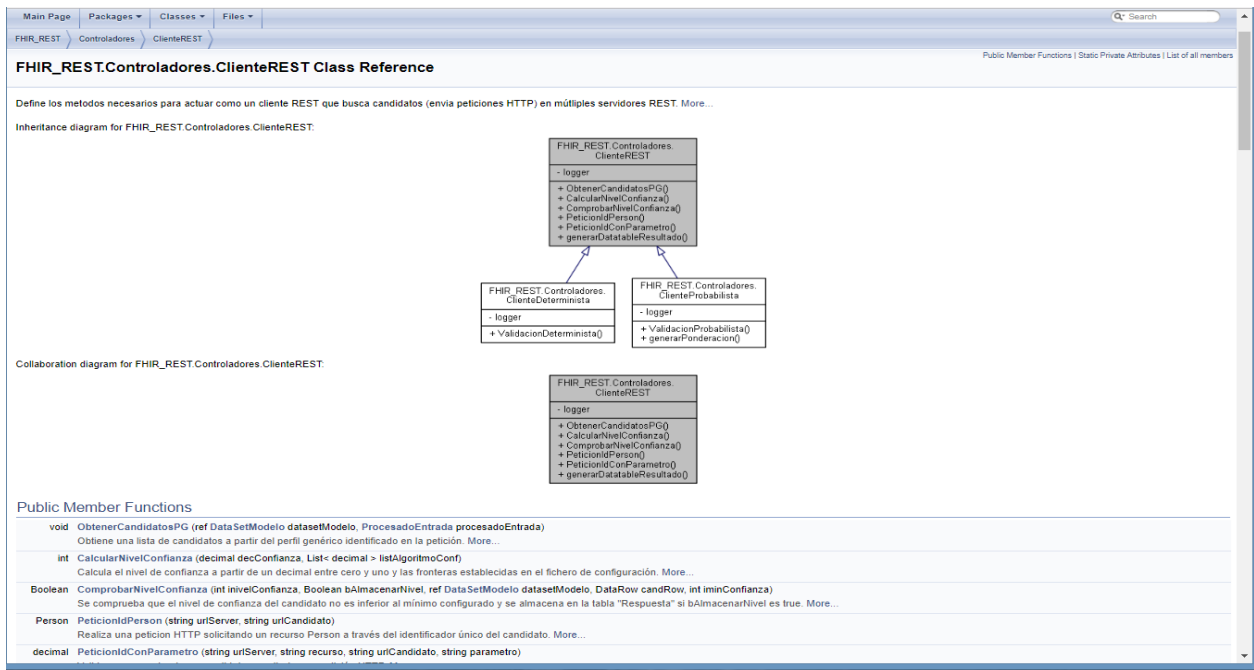 Main Page Packages Classes Files Search
FHIR_REST Controladores ClienteREST
Public Member Functions | Static Private Attributes | List of all members
FHIR_REST.Controladores.ClienteREST Class Reference
Define los metodos necesarios para actuar como un cliente REST que busca candidatos (envia peticiones HTTP) en mútliples servidores REST. More...
Inheritance diagram for FHIR_REST.Controladores.ClienteREST:
FHIR_REST.Controladores.
ClienteREST
- logger
+ ObtenerCandidatosPG()
+ CalcularNivelConfianza()
+ ComprobarNivelConfianza()
+ PeticionIdPerson()
+ PeticionIdConParametro()
+ generarDatatableResultado()
FHIR_REST.Controladores.
ClienteDeterminista
- logger
+ ValidacionDeterminista()
FHIR_REST.Controladores.
ClienteProbabilista
- logger
+ ValidacionProbabilista()
+ generarPonderacion()
Collaboration diagram for FHIR_REST.Controladores.ClienteREST:
FHIR_REST.Controladores.
ClienteREST
- logger
+ ObtenerCandidatosPG()
+ CalcularNivelConfianza()
+ ComprobarNivelConfianza()
+ PeticionIdPerson()
+ PeticionIdConParametro()
+ generarDatatableResultado()
Public Member Functions
void ObtenerCandidatosPG (ref DataSetModelo datasetModelo, ProcesadoEntrada procesadoEntrada)
Obtiene una lista de candidatos a partir del perfil genérico identificado en la petición. More...
int CalcularNivelConfianza (decimal decConfianza, List< decimal > listAlgoritmoConf)
Calcula el nivel de confianza a partir de un decimal entre cero y uno y las fronteras establecidas en el fichero de configuración. More...
Boolean ComprobarNivelConfianza (int inivelConfianza, Boolean bAlmacenarNivel, ref DataSetModelo datasetModelo, DataRow candRow, int iminConfianza)
Se comprueba que el nivel de confianza del candidato no es inferior al mínimo configurado y se almacena en la tabla "Respuesta" si bAlmacenarNivel es true. More...
Person PeticionIdPerson (string urlServer, string urlCandidato)
Realiza una peticion HTTP solicitando un recurso Person a través del identificador único del candidato. More...
decimal PeticionIdConParametro (string urlServer, string recurso, string urlCandidato, string parametro)